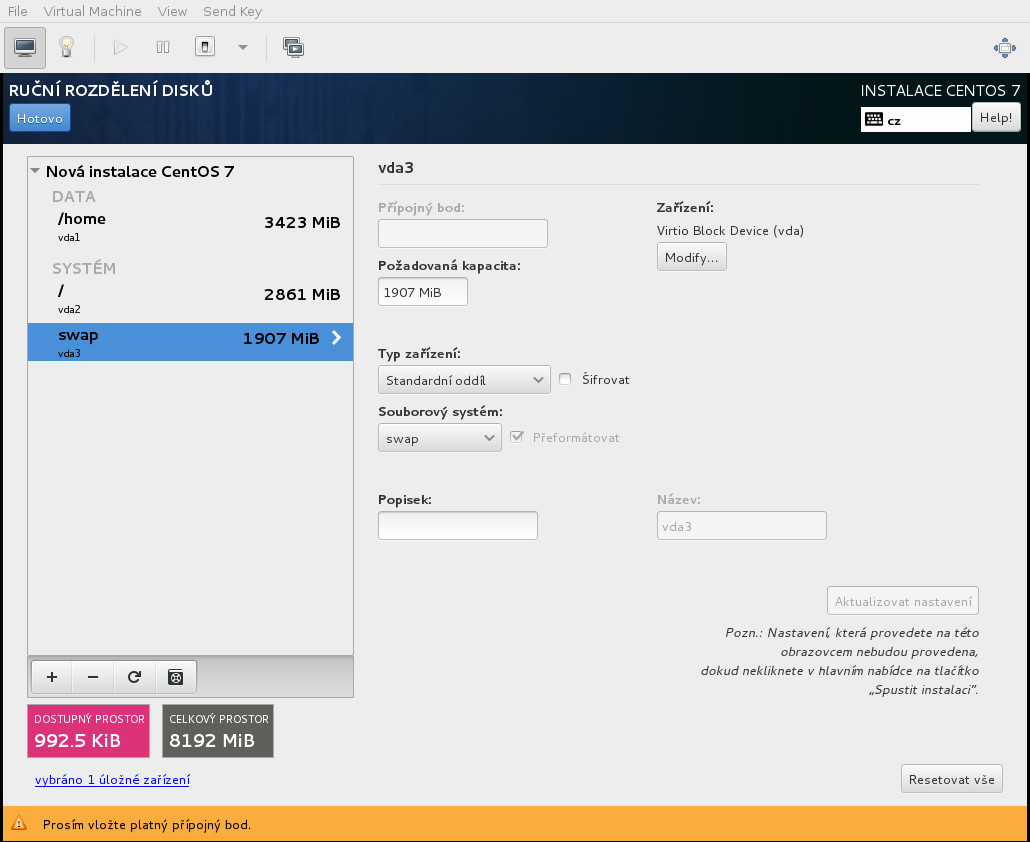 File Virtual Machine View Send Key
RUČNÍ ROZDĚLENÍ DISKŮ
INSTALACE CENTOS 7
Hotovo
cz
Help!
Nová instalace CentOS 7
DATA
/home
3423 MiB
vda1
SYSTÉM
/
2861 MiB
vda2
swap
1907 MiB
vda3
+ −
DOSTUPNÝ PROSTOR
992.5 KiB
CELKOVÝ PROSTOR
8192 MiB
vybráno 1 úložné zařízení
vda3
Přípojný bod:
Zařízení:
Virtio Block Device (vda)
Modify...
Požadovaná kapacita:
1907 MiB
Typ zařízení:
Standardní oddíl
Šifrovat
Souborový systém:
swap
Přeformátovat
Popisek:
Název:
vda3
Aktualizovat nastavení
Pozn.: Nastavení, která provedete na této
obrazovcem nebudou provedena,
dokud nekliknete v hlavním nabídce na tlačítko
„Spustit instalaci“.
Resetovat vše
Prosím vložte platný přípojný bod.